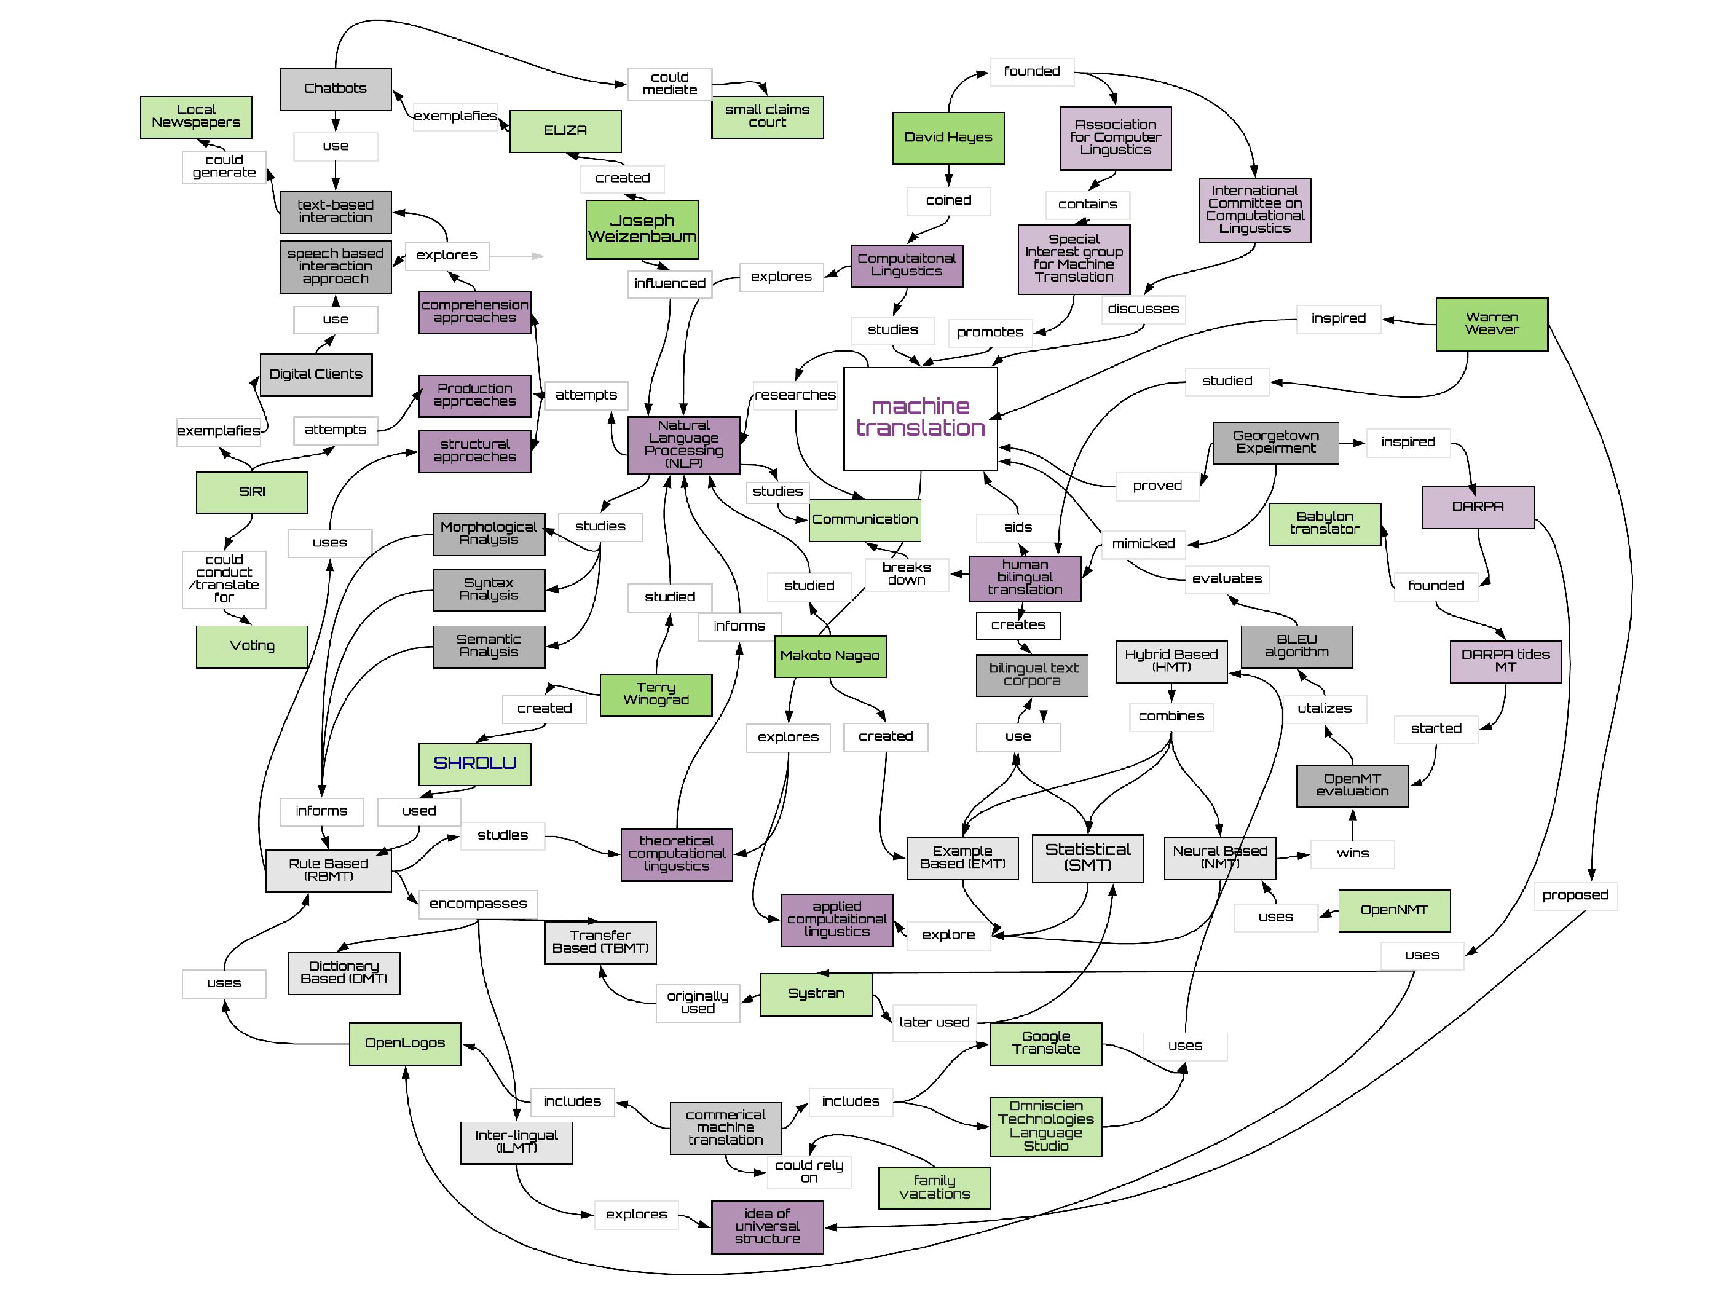 could
mediate
founded
Chatbots
Local
Newspapers
exemplafies
ELIZA
small claims
court
David Hayes
Association
for Computer
Lingustics
use
could
generate
created
coined
contains
International
Committee on
Computational
Lingustics
text-based
interaction
Joseph
Weizenbaum
Special
Interest group
for Machine
Translation
speech based
interaction
approach
explores
influenced
explores
Computaitonal
Lingustics
discusses
comprehension
approaches
use
studies
promotes
inspired
Warren
Weaver
Digital Clients
Production
approaches
attempts
researches
machine
translation
studied
exemplafies
attempts
structural
approaches
Natural
Language
Processing
(NLP)
Georgetown
Expeirment
inspired
SIRI
studies
proved
DARPA
uses
Morphological
Analysis
studies
Communication
aids
Babylon
translator
could
conduct
/translate
for
mimicked
breaks
down
human
bilingual
translation
evaluates
founded
Syntax
Analysis
studied
studied
informs
creates
Voting
Semantic
Analysis
Makoto Nagao
bilingual text
corpora
Hybrid Based
(HMT)
BLEU
algorithm
DARPA tides
MT
Terry
Winograd
created
explores
created
use
combines
utalizes
started
SHRDLU
OpenMT
evaluation
informs
used
studies
Rule Based
(RBMT)
theoretical
computational
lingustics
Example
Based (EMT)
Statistical
(SMT)
Neural Based
(NMT)
wins
encompasses
applied
computaitional
lingustics
explore
uses
OpenNMT
proposed
Transfer
Based (TBMT)
Dictionary
Based (DMT)
uses
uses
originally
used
Systran
later used
OpenLogos
Google
Translate
uses
includes
commerical
machine
translation
includes
Omniscien
Technologies
Language
Studio
Inter-lingual
(ILMT)
could rely
on
family
vacations
explores
idea of
universal
structure